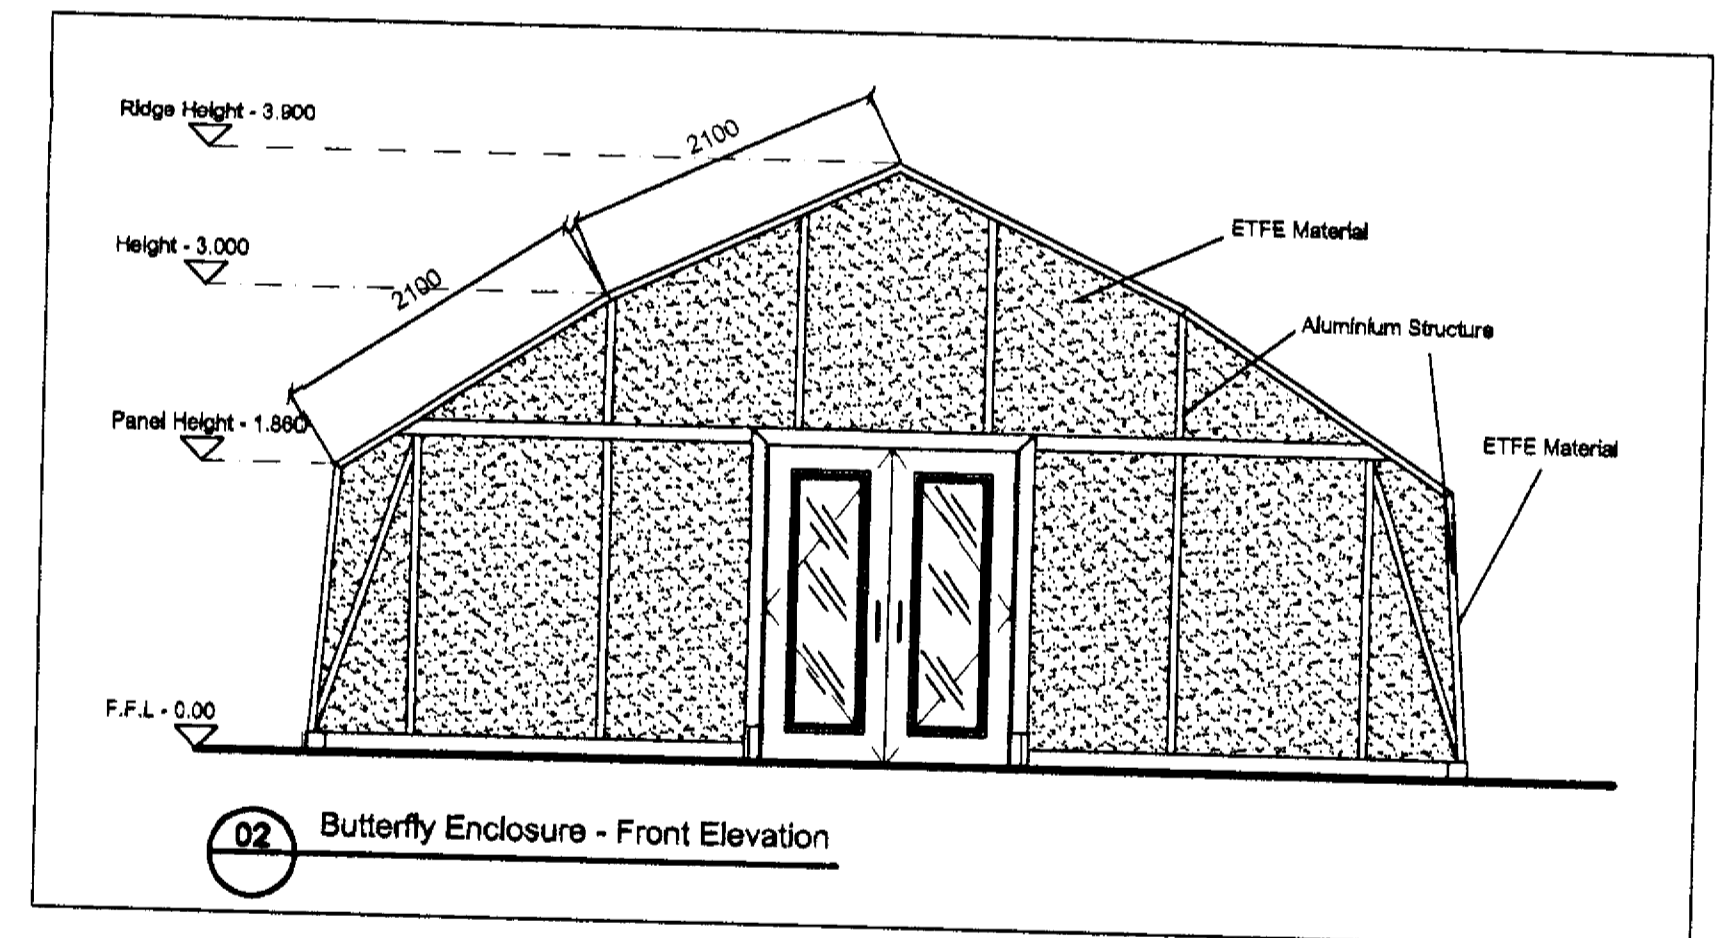 Ridge Height - 3.900
2100
ETFE Material
Height - 3.000
2100
Aluminium Structure
Panel Height - 1.860
ETFE Material
F.F.L - 0.00
02
Butterfly Enclosure - Front Elevation